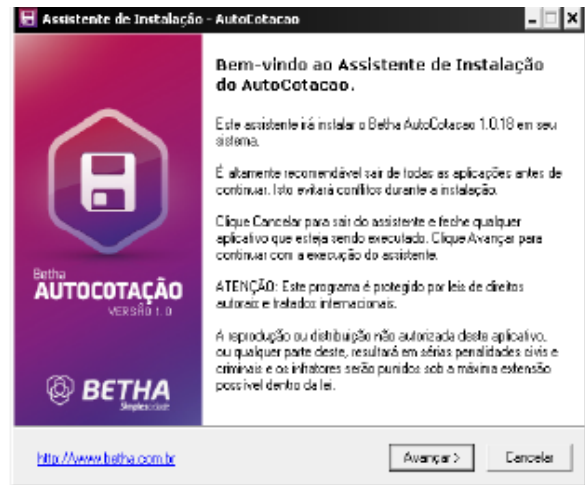 Assistente de Instalação - AutoCotacao
Bem-vindo ao Assistente de Instalação
do AutoCotacao.
Este assistente irá instalar o Betha AutoCotacao 1.0.18 em seu
sistema.
É altamente recomendável sair de todas as aplicações antes de
continuar. Isto evitará conflitos durante a instalação.
Clique Cancelar para sair do assistente e feche qualquer
aplicativo que esteja sendo executado. Clique Avançar para
continuar com a execução do assistente.
ATENÇÃO: Este programa é protegido por leis de direitos
autorais e tratados internacionais.
A reprodução ou distribuição não autorizada deste aplicativo,
ou qualquer parte deste, resultará em sérias penalidades civis e
criminais e os infratores serão punidos sob a máxima extensão
possível dentro da lei.
Betha
AUTOCOTAÇÃO
VERSÃO 1.0
BETHA
http://www.betha.com.br
Avançar >
Cancelar